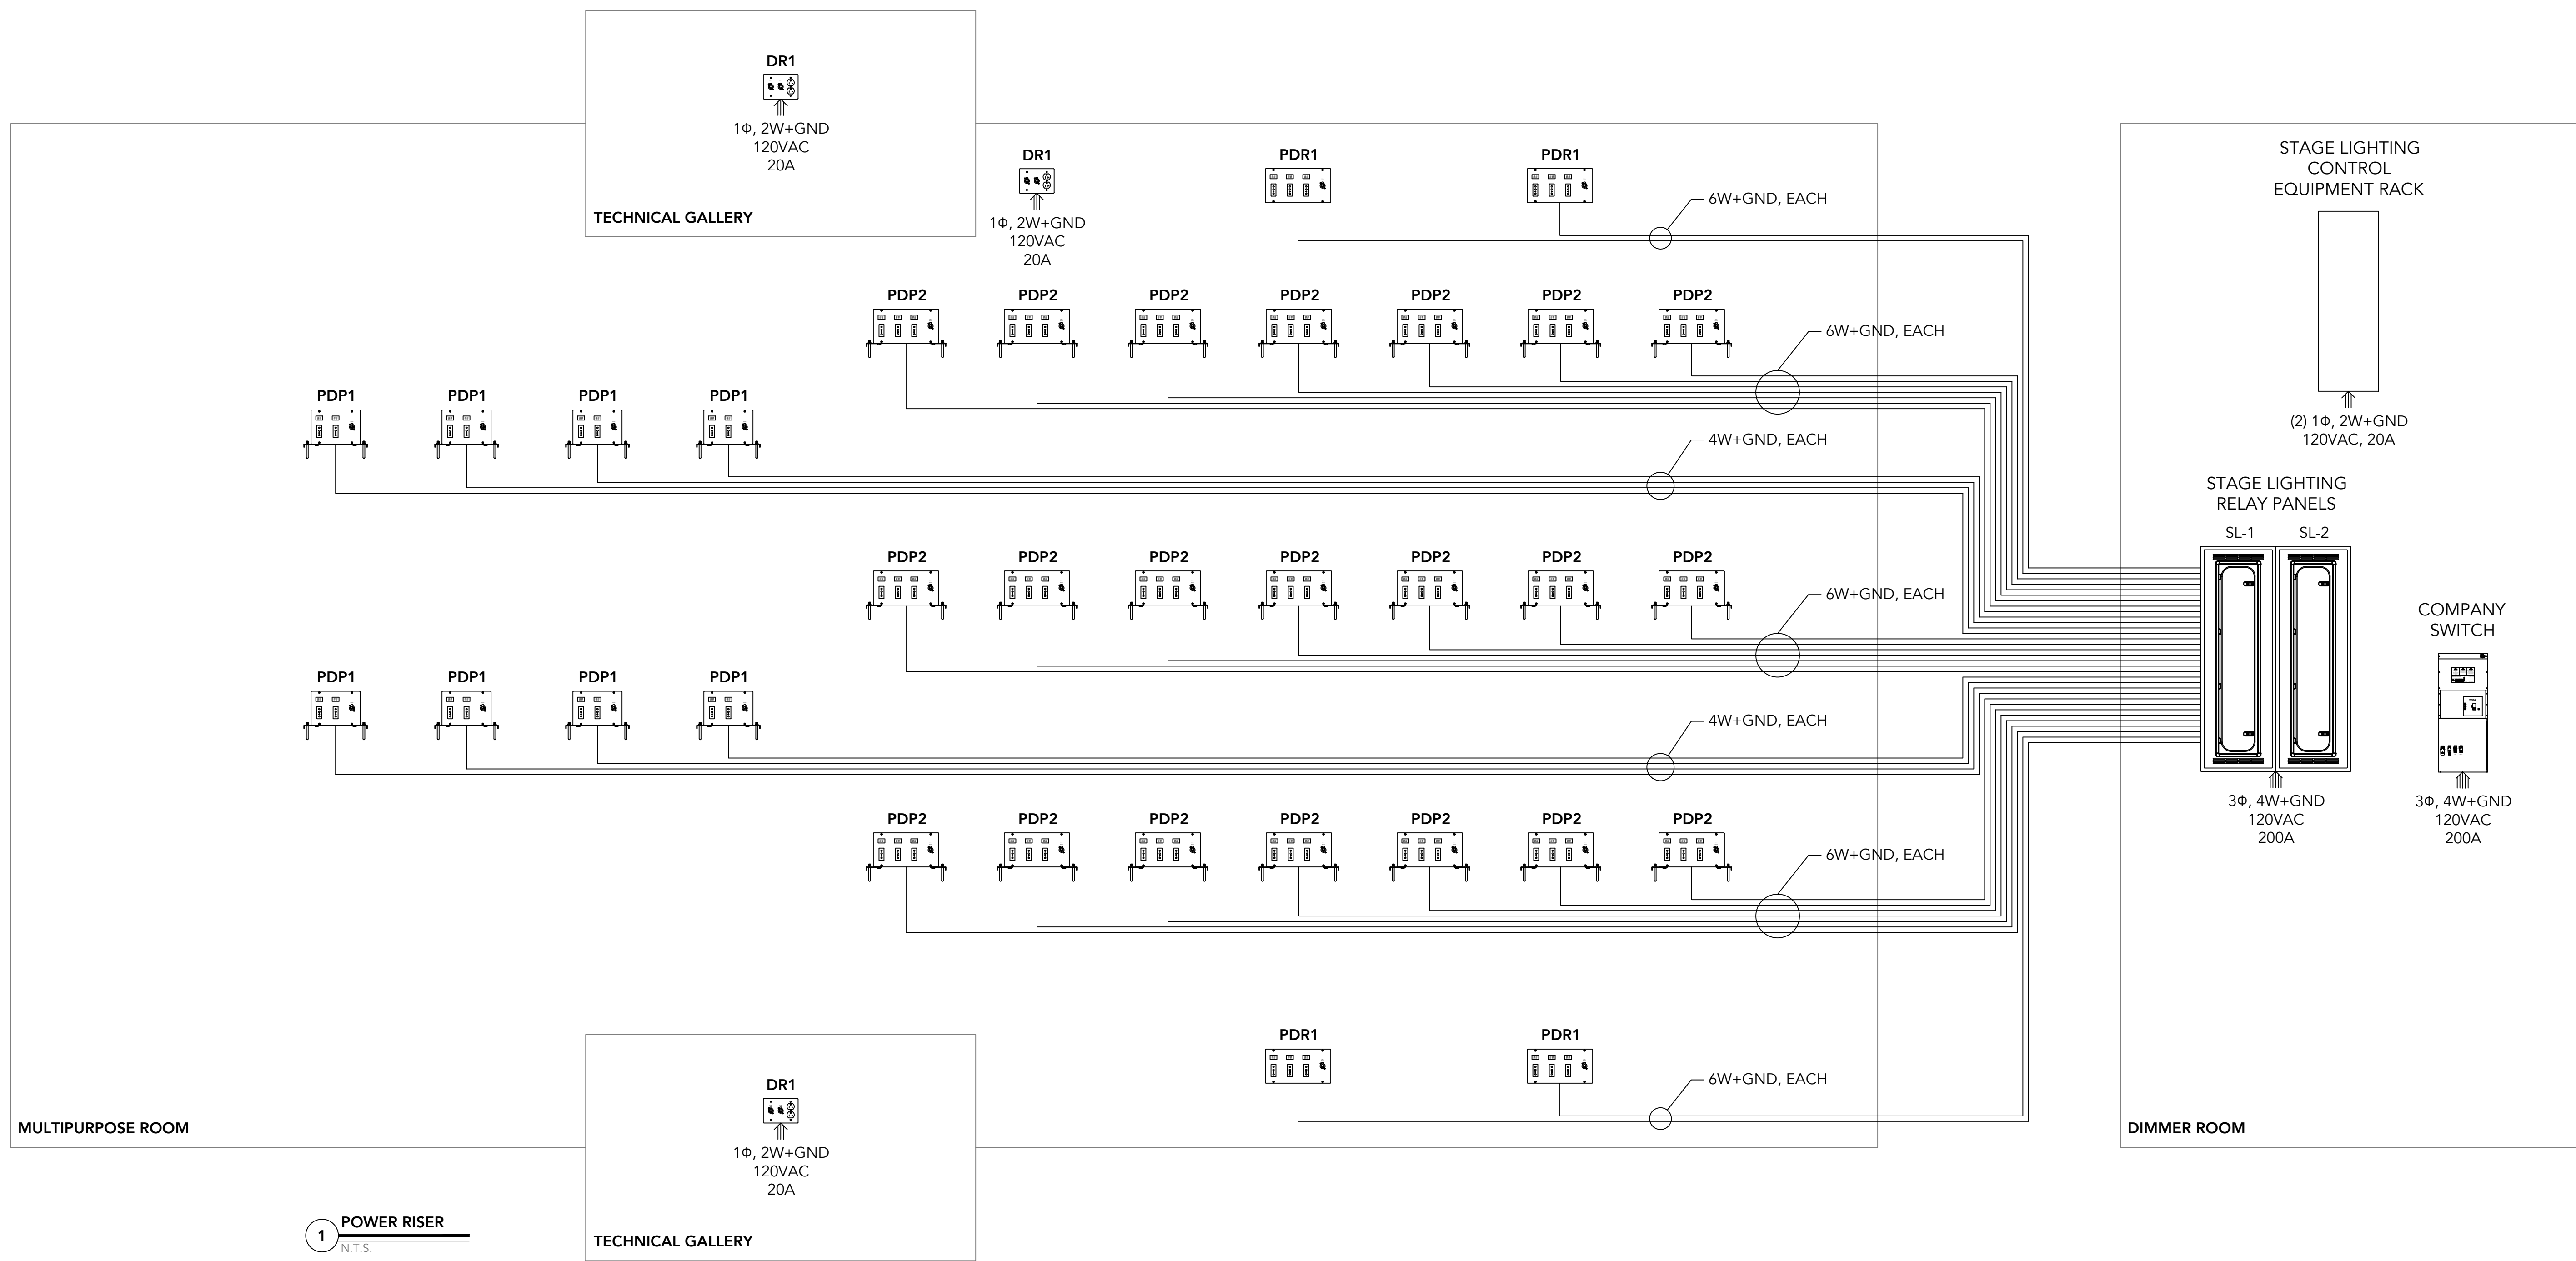 DR1
1Φ, 2W+GND
120VAC
20A
TECHNICAL GALLERY
DR1
1Φ, 2W+GND
120VAC
20A
PDR1
PDR1
6W+GND, EACH
PDP2
PDP2
PDP2
PDP2
PDP2
PDP2
PDP2
6W+GND, EACH
PDP1
PDP1
PDP1
PDP1
4W+GND, EACH
PDP2
PDP2
PDP2
PDP2
PDP2
PDP2
PDP2
6W+GND, EACH
PDP1
PDP1
PDP1
PDP1
4W+GND, EACH
PDP2
PDP2
PDP2
PDP2
PDP2
PDP2
PDP2
6W+GND, EACH
PDR1
PDR1
6W+GND, EACH
MULTIPURPOSE ROOM
DR1
1Φ, 2W+GND
120VAC
20A
TECHNICAL GALLERY
STAGE LIGHTING
CONTROL
EQUIPMENT RACK
(2) 1Φ, 2W+GND
120VAC, 20A
STAGE LIGHTING
RELAY PANELS
SL-1
SL-2
3Φ, 4W+GND
120VAC
200A
COMPANY
SWITCH
3Φ, 4W+GND
120VAC
200A
DIMMER ROOM
1
POWER RISER
N.T.S.